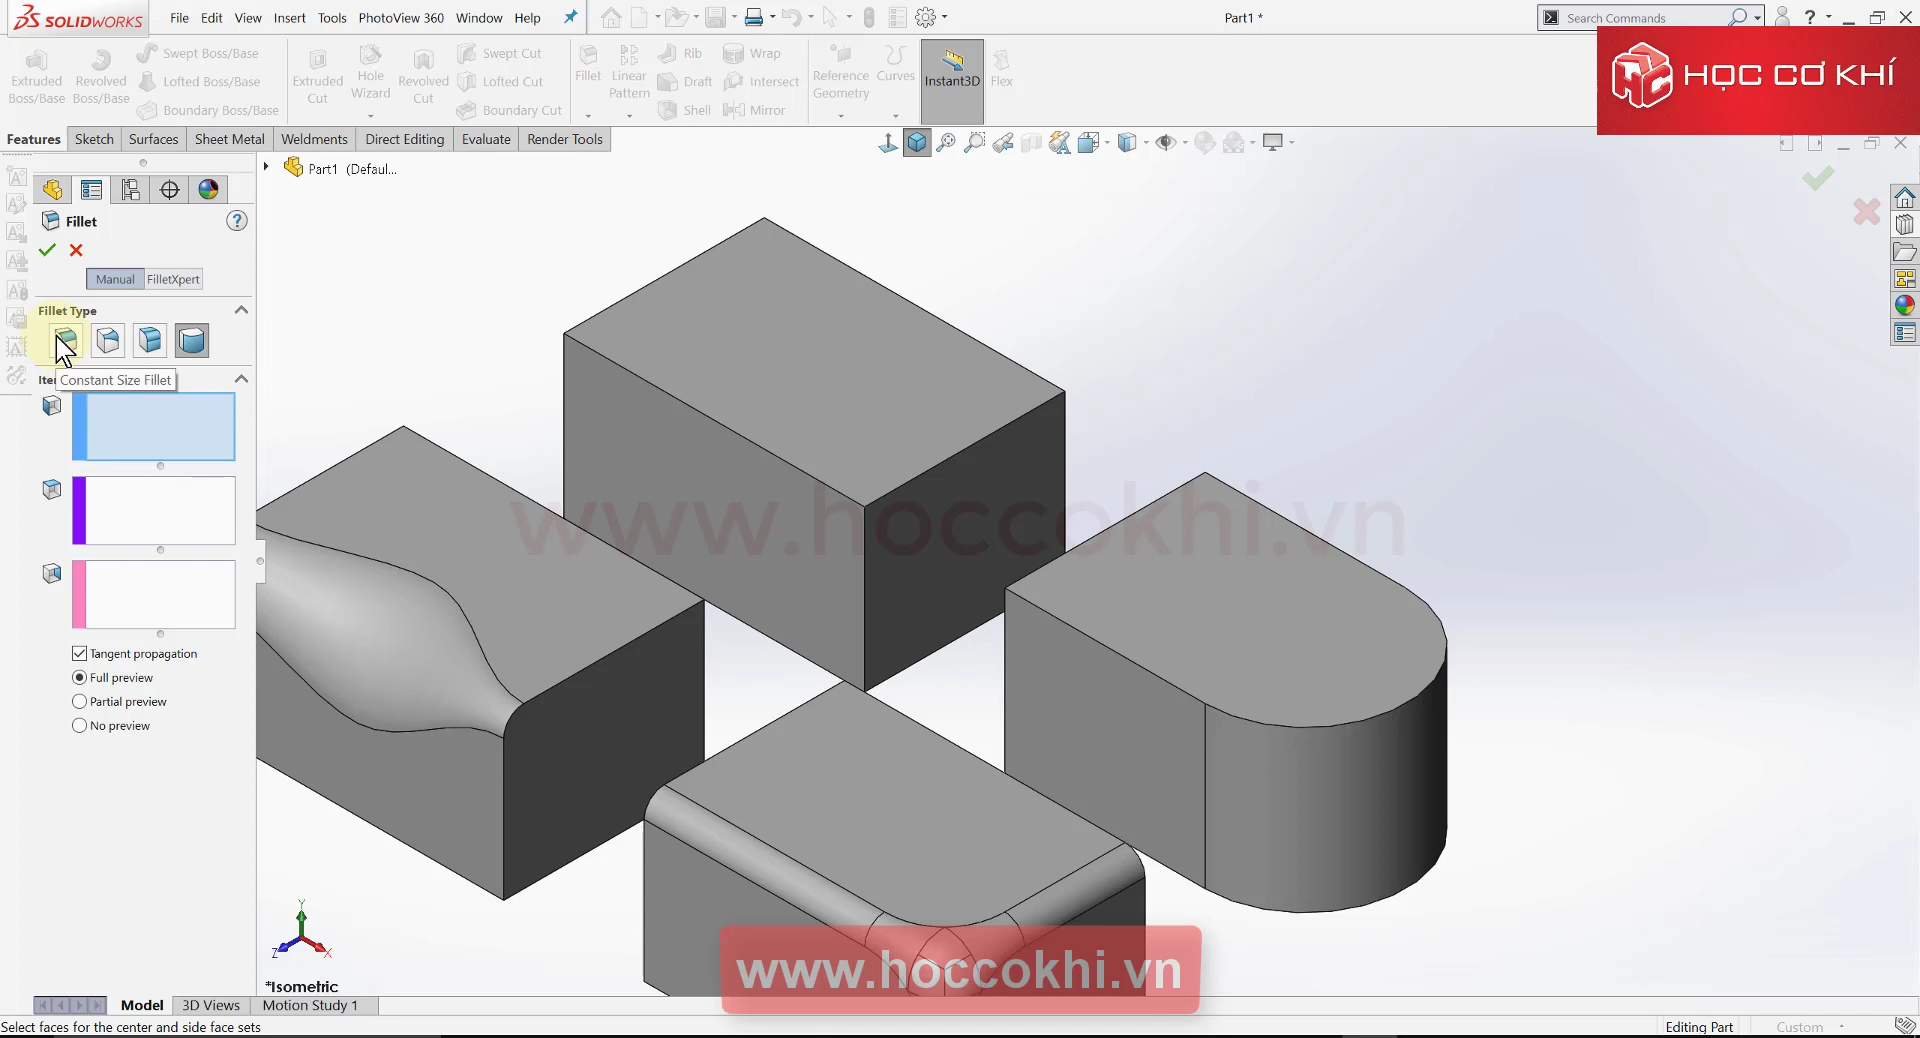 SOLIDWORKS File Edit View Insert Tools PhotoView 360 Window Help Part1 * Search Commands
HỌC CƠ KHÍ
Extruded Boss/Base
Revolved Boss/Base
Swept Boss/Base
Lofted Boss/Base
Boundary Boss/Base
Extruded Cut
Hole Wizard
Revolved Cut
Swept Cut
Lofted Cut
Boundary Cut
Fillet
Linear Pattern
Rib
Draft
Shell
Wrap
Intersect
Mirror
Reference Geometry
Curves
Instant3D
Flex
Features Sketch Surfaces Sheet Metal Weldments Direct Editing Evaluate Render Tools
Part1 (Defaul...
Fillet
Manual FilletXpert
Fillet Type
Constant Size Fillet
Tangent propagation
Full preview
Partial preview
No preview
www.hoccokhi.vn
Y
Z X
*Isometric
www.hoccokhi.vn
Model 3D Views Motion Study 1
Select faces for the center and side face sets Editing Part Custom